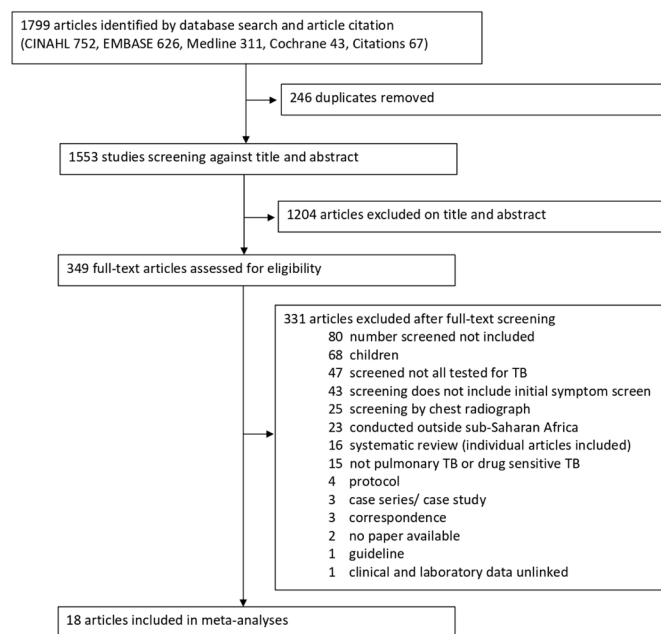 1799 articles identified by database search and article citation
(CINAHL 752, EMBASE 626, Medline 311, Cochrane 43, Citations 67)
246 duplicates removed
1553 studies screening against title and abstract
1204 articles excluded on title and abstract
349 full-text articles assessed for eligibility
331 articles excluded after full-text screening
80 number screened not included
68 children
47 screened not all tested for TB
43 screening does not include initial symptom screen
25 screening by chest radiograph
23 conducted outside sub-Saharan Africa
16 systematic review (individual articles included)
15 not pulmonary TB or drug sensitive TB
4 protocol
3 case series/ case study
3 correspondence
2 no paper available
1 guideline
1 clinical and laboratory data unlinked
18 articles included in meta-analyses